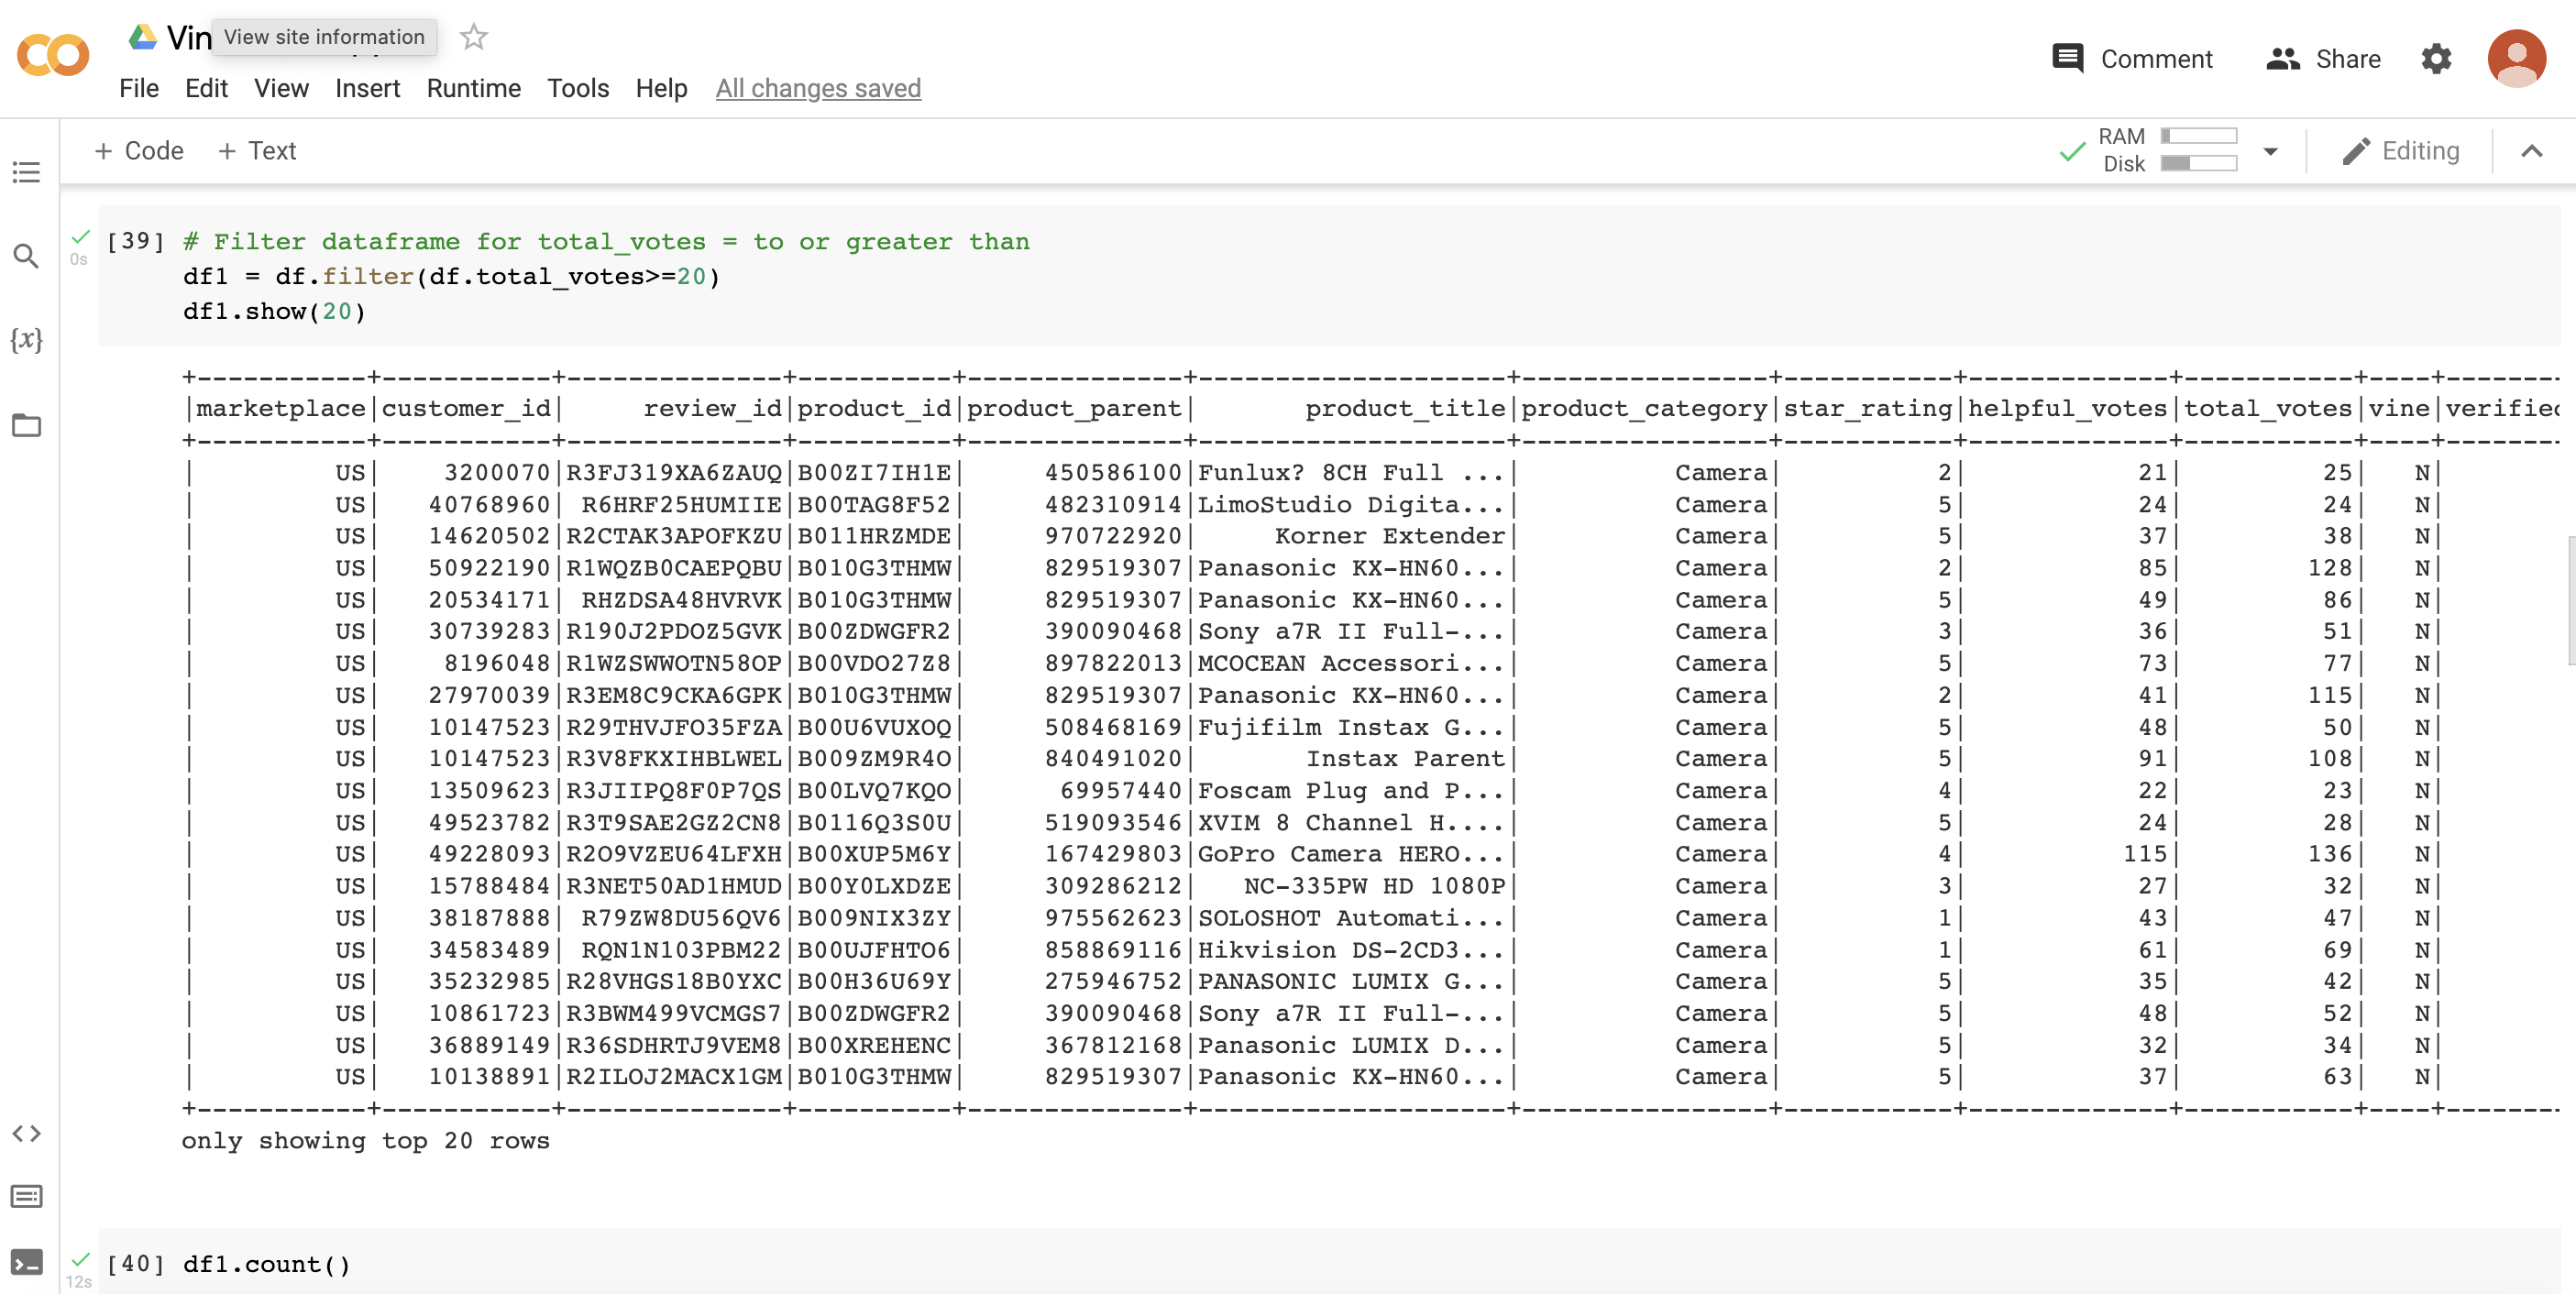 Vin
View site information
File Edit View Insert Runtime Tools Help All changes saved
Comment Share
+ Code + Text
RAM
Disk
Editing
0s
[39] # Filter dataframe for total_votes = to or greater than
df1 = df.filter(df.total_votes>=20)
df1.show(20)
{x}
+-----------+-----------+--------------+----------+--------------+--------------------+----------------+-----------+-------------+-----------+----+--------
|marketplace|customer_id|     review_id|product_id|product_parent|       product_title|product_category|star_rating|helpful_votes|total_votes|vine|verified
+-----------+-----------+--------------+----------+--------------+--------------------+----------------+-----------+-------------+-----------+----+--------
|         US|    3200070|R3FJ319XA6ZAUQ|B00ZI7IH1E|     450586100|Funlux? 8CH Full ...|          Camera|          2|           21|         25|   N|
|         US|   40768960| R6HRF25HUMIIE|B00TAG8F52|     482310914|LimoStudio Digita...|          Camera|          5|           24|         24|   N|
|         US|   14620502|R2CTAK3APOFKZU|B011HRZMDE|     970722920|     Korner Extender|          Camera|          5|           37|         38|   N|
|         US|   50922190|R1WQZB0CAEPQBU|B010G3THMW|     829519307|Panasonic KX-HN60...|          Camera|          2|           85|        128|   N|
|         US|   20534171| RHZDSA48HVRVK|B010G3THMW|     829519307|Panasonic KX-HN60...|          Camera|          5|           49|         86|   N|
|         US|   30739283|R190J2PDOZ5GVK|B00ZDWGFR2|     390090468|Sony a7R II Full-...|          Camera|          3|           36|         51|   N|
|         US|    8196048|R1WZSWWOTN58OP|B00VDO27Z8|     897822013|MCOCEAN Accessori...|          Camera|          5|           73|         77|   N|
|         US|   27970039|R3EM8C9CKA6GPK|B010G3THMW|     829519307|Panasonic KX-HN60...|          Camera|          2|           41|        115|   N|
|         US|   10147523|R29THVJFO35FZA|B00U6VUXOQ|     508468169|Fujifilm Instax G...|          Camera|          5|           48|         50|   N|
|         US|   10147523|R3V8FKXIHBLWEL|B009ZM9R4O|     840491020|       Instax Parent|          Camera|          5|           91|        108|   N|
|         US|   13509623|R3JIIPQ8F0P7QS|B00LVQ7KQO|      69957440|Foscam Plug and P...|          Camera|          4|           22|         23|   N|
|         US|   49523782|R3T9SAE2GZ2CN8|B0116Q3S0U|     519093546|XVIM 8 Channel H....|          Camera|          5|           24|         28|   N|
|         US|   49228093|R2O9VZEU64LFXH|B00XUP5M6Y|     167429803|GoPro Camera HERO...|          Camera|          4|          115|        136|   N|
|         US|   15788484|R3NET50AD1HMUD|B00Y0LXDZE|     309286212|   NC-335PW HD 1080P|          Camera|          3|           27|         32|   N|
|         US|   38187888| R79ZW8DU56QV6|B009NIX3ZY|     975562623|SOLOSHOT Automati...|          Camera|          1|           43|         47|   N|
|         US|   34583489| RQN1N103PBM22|B00UJFHTO6|     858869116|Hikvision DS-2CD3...|          Camera|          1|           61|         69|   N|
|         US|   35232985|R28VHGS18B0YXC|B00H36U69Y|     275946752|PANASONIC LUMIX G...|          Camera|          5|           35|         42|   N|
|         US|   10861723|R3BWM499VCMGS7|B00ZDWGFR2|     390090468|Sony a7R II Full-...|          Camera|          5|           48|         52|   N|
|         US|   36889149|R36SDHRTJ9VEM8|B00XREHENC|     367812168|Panasonic LUMIX D...|          Camera|          5|           32|         34|   N|
|         US|   10138891|R2ILOJ2MACX1GM|B010G3THMW|     829519307|Panasonic KX-HN60...|          Camera|          5|           37|         63|   N|
+-----------+-----------+--------------+----------+--------------+--------------------+----------------+-----------+-------------+-----------+----+--------
only showing top 20 rows
12s
[40] df1.count()